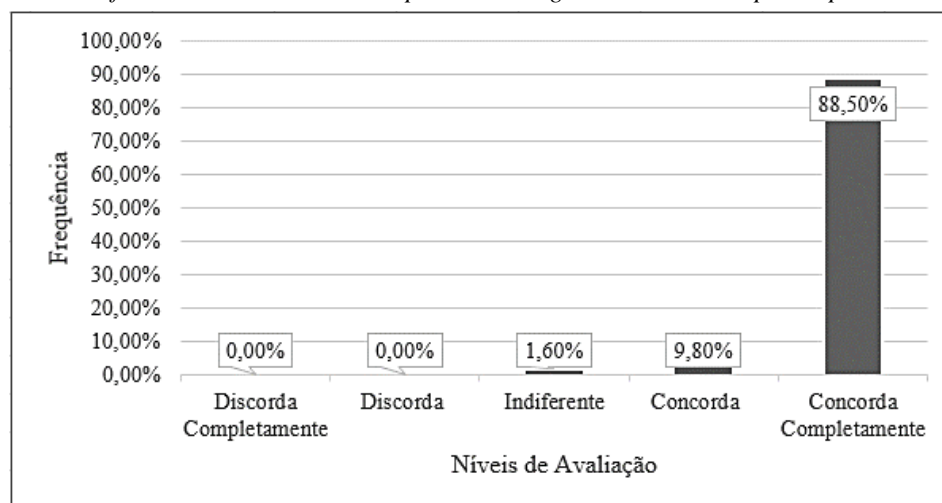 100,00%
90,00%
80,00%
70,00%
60,00%
50,00%
40,00%
30,00%
20,00%
10,00%
0,00%
Frequência
0,00%
0,00%
1,60%
9,80%
88,50%
Discorda
Completamente
Discorda
Indiferente
Concorda
Concorda
Completamente
Níveis de Avaliação